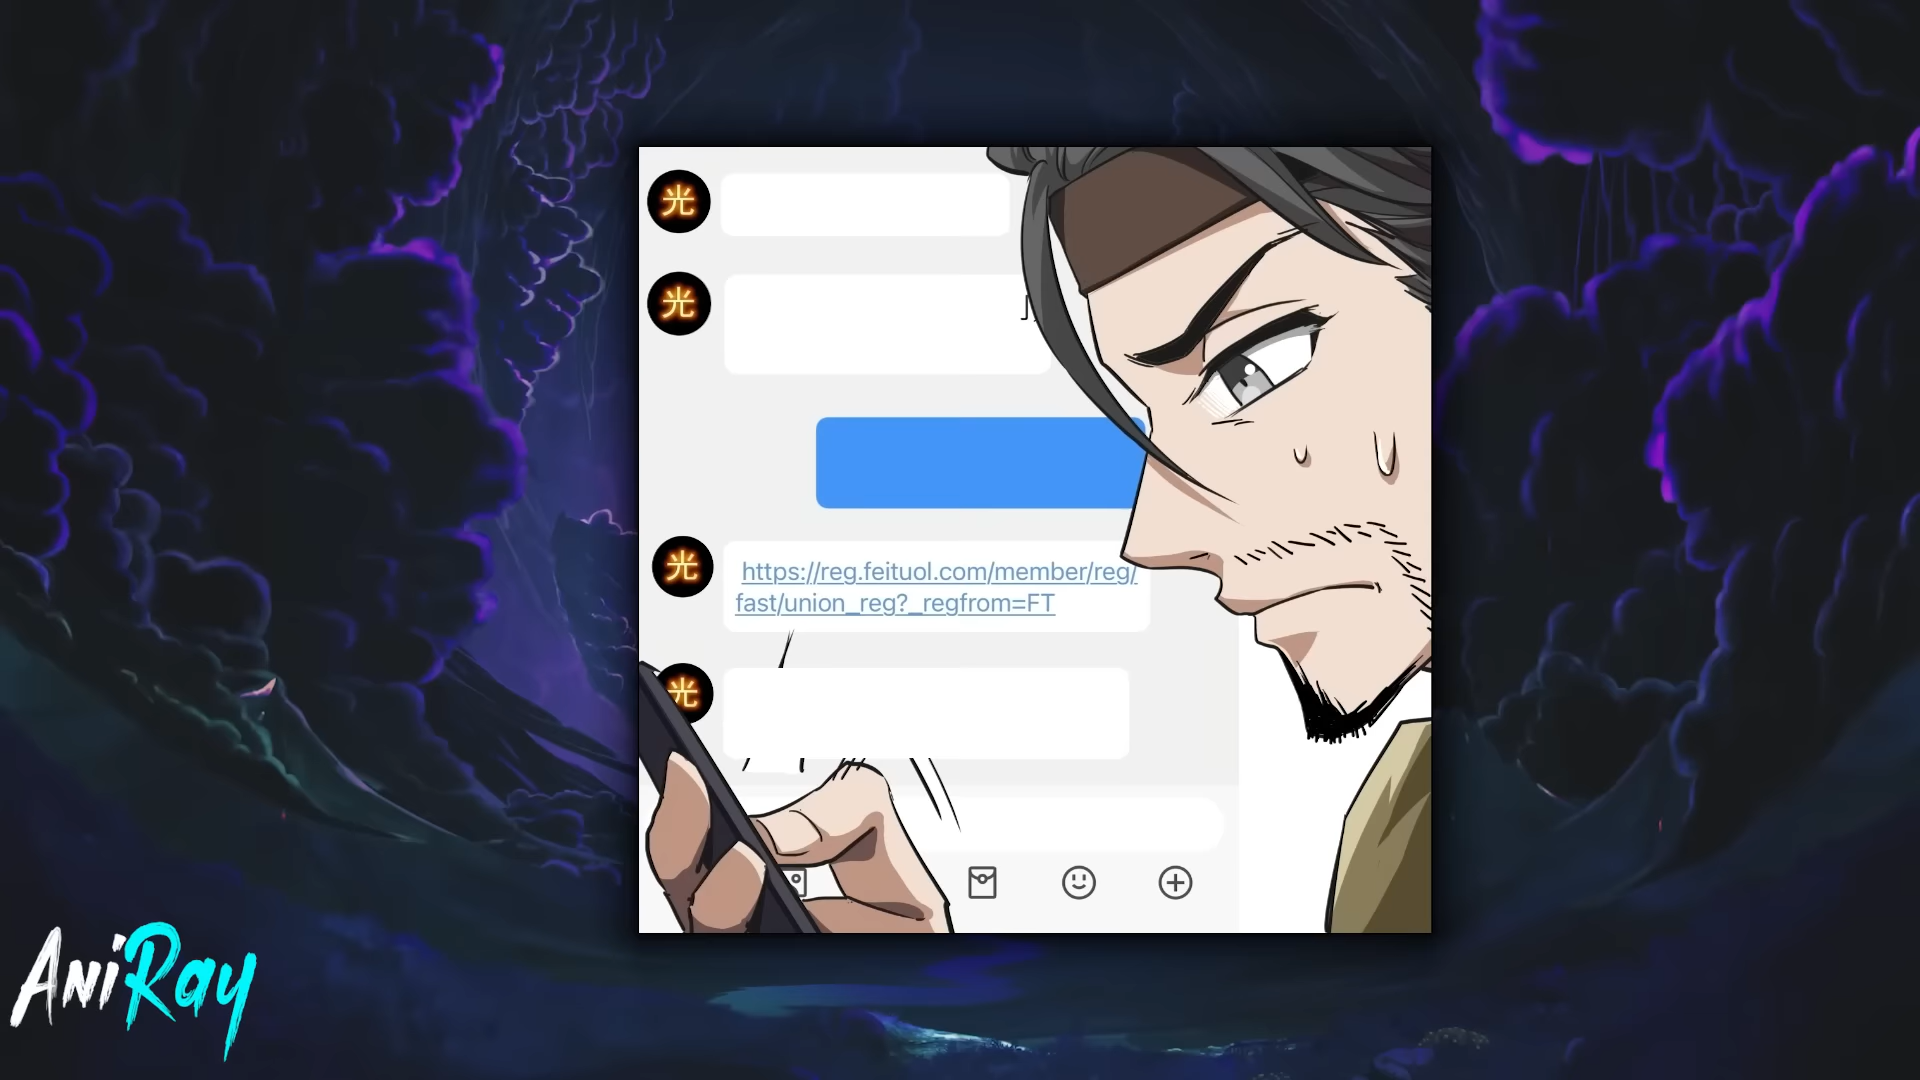 光
光
https://reg.feituol.com/member/reg/
fast/union_reg?_regfrom=FT
光
光
AniRay